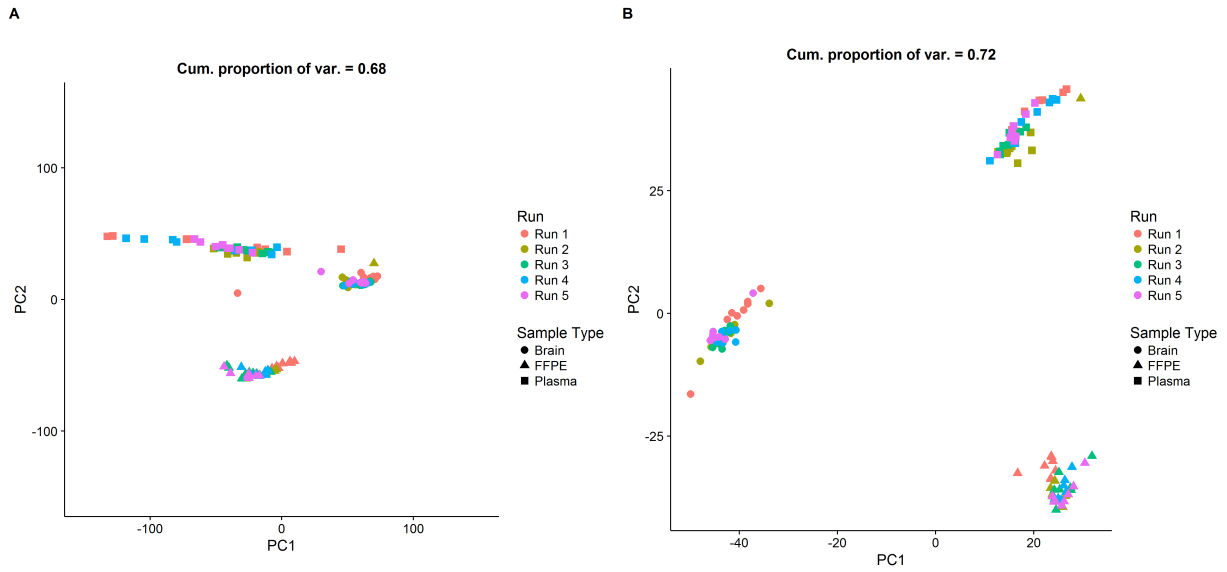 A
Cum. proportion of var. = 0.68
100
0
-100
PC2
-100
0
100
PC1
Run
Run 1
Run 2
Run 3
Run 4
Run 5
Sample Type
Brain
FFPE
Plasma
B
Cum. proportion of var. = 0.72
25
0
-25
PC2
-40
-20
0
20
PC1
Run
Run 1
Run 2
Run 3
Run 4
Run 5
Sample Type
Brain
FFPE
Plasma